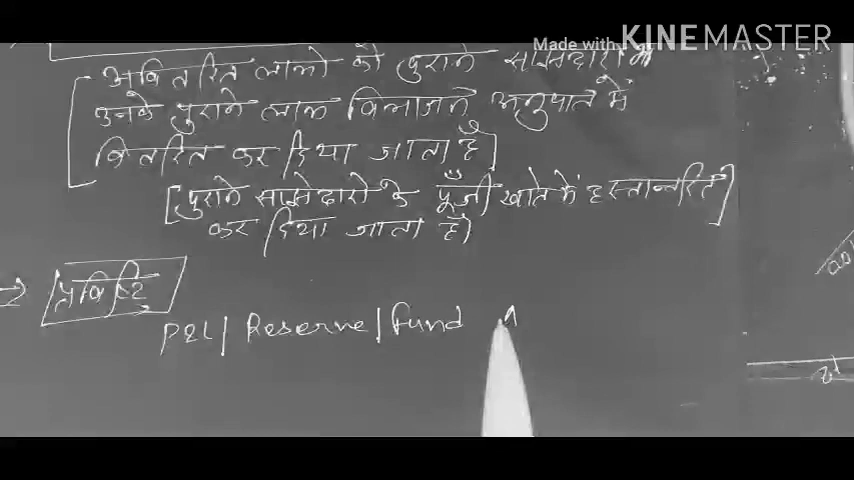 Made with KINEMASTER
अवितरित लाभो को पुराने साझेदारों में
उनके पुराने लाभ विभाजन अनुपात में
वितरित कर दिया जाता है]
[पुराने साझेदारो के पूँजी खाते में हस्तान्तरित]
कर दिया जाता है)
प्रविष्टि
P&L | Reserve | Fund A